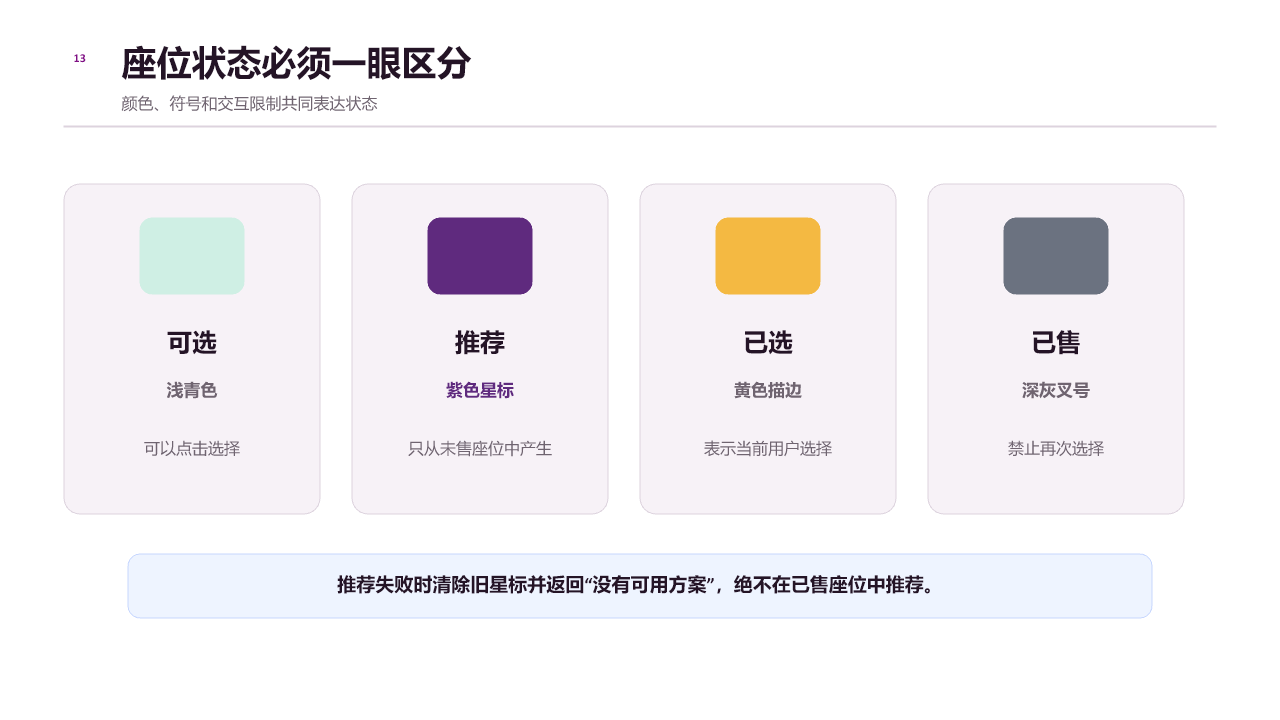 13
座位状态必须一眼区分
颜色、符号和交互限制共同表达状态
可选
浅青色
可以点击选择
推荐
紫色星标
只从未售座位中产生
已选
黄色描边
表示当前用户选择
已售
深灰叉号
禁止再次选择
推荐失败时清除旧星标并返回“没有可用方案”，绝不在已售座位中推荐。